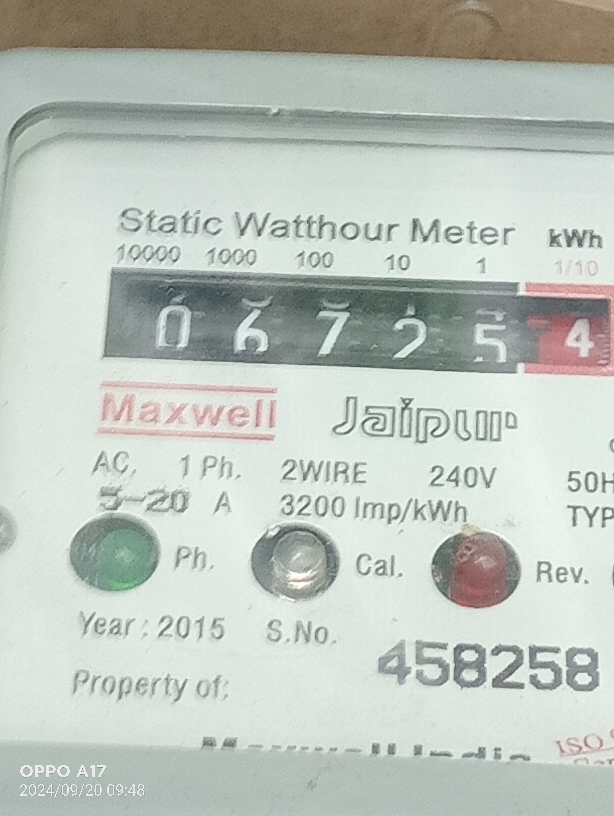 Static Watthour Meter kWh
10000 1000 100 10 1 1/10
0 6 7 2 5 4
Maxwell Jaipur
AC, 1 Ph. 2WIRE 240V 50H
5-20 A 3200 Imp/kWh TYP
Ph. Cal. Rev.
Year : 2015 S.No. 458258
Property of:
ISO
OPPO A17
2024/09/20 09:48